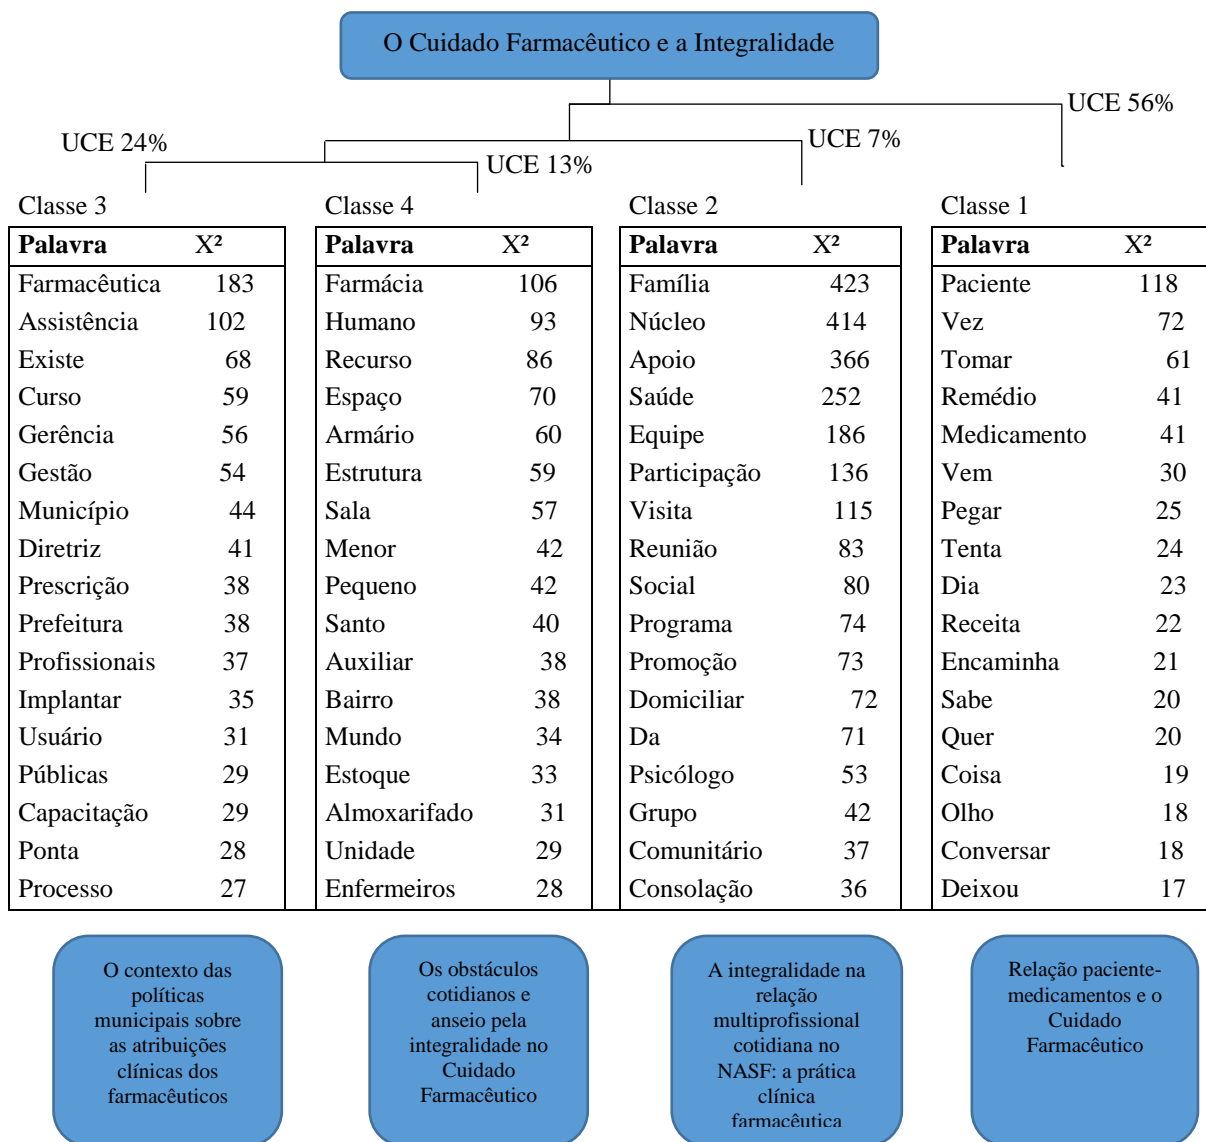 O Cuidado Farmacêutico e a Integralidade
UCE 56%
UCE 24%
UCE 7%
UCE 13%
Classe 3
Palavra X²
Farmacêutica 183
Assistência 102
Existe 68
Curso 59
Gerência 56
Gestão 54
Município 44
Diretriz 41
Prescrição 38
Prefeitura 38
Profissionais 37
Implantar 35
Usuário 31
Públicas 29
Capacitação 29
Ponta 28
Processo 27
Classe 4
Palavra X²
Farmácia 106
Humano 93
Recurso 86
Espaço 70
Armário 60
Estrutura 59
Sala 57
Menor 42
Pequeno 42
Santo 40
Auxiliar 38
Bairro 38
Mundo 34
Estoque 33
Almoxarifado 31
Unidade 29
Enfermeiros 28
Classe 2
Palavra X²
Família 423
Núcleo 414
Apoio 366
Saúde 252
Equipe 186
Participação 136
Visita 115
Reunião 83
Social 80
Programa 74
Promoção 73
Domiciliar 72
Da 71
Psicólogo 53
Grupo 42
Comunitário 37
Consolação 36
Classe 1
Palavra X²
Paciente 118
Vez 72
Tomar 61
Remédio 41
Medicamento 41
Vem 30
Pegar 25
Tenta 24
Dia 23
Receita 22
Encaminha 21
Sabe 20
Quer 20
Coisa 19
Olho 18
Conversar 18
Deixou 17
O contexto das
políticas
municipais sobre
as atribuições
clínicas dos
farmacêuticos
Os obstáculos
cotidianos e
anseio pela
integralidade no
Cuidado
Farmacêutico
A integralidade na
relação
multiprofissional
cotidiana no
NASF: a prática
clínica
farmacêutica
Relação paciente-
medicamentos e o
Cuidado
Farmacêutico